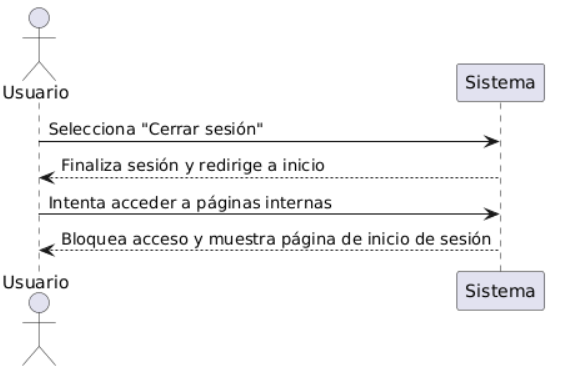 Usuario
Sistema
Selecciona "Cerrar sesión"
Finaliza sesión y redirige a inicio
Intenta acceder a páginas internas
Bloquea acceso y muestra página de inicio de sesión
Usuario
Sistema